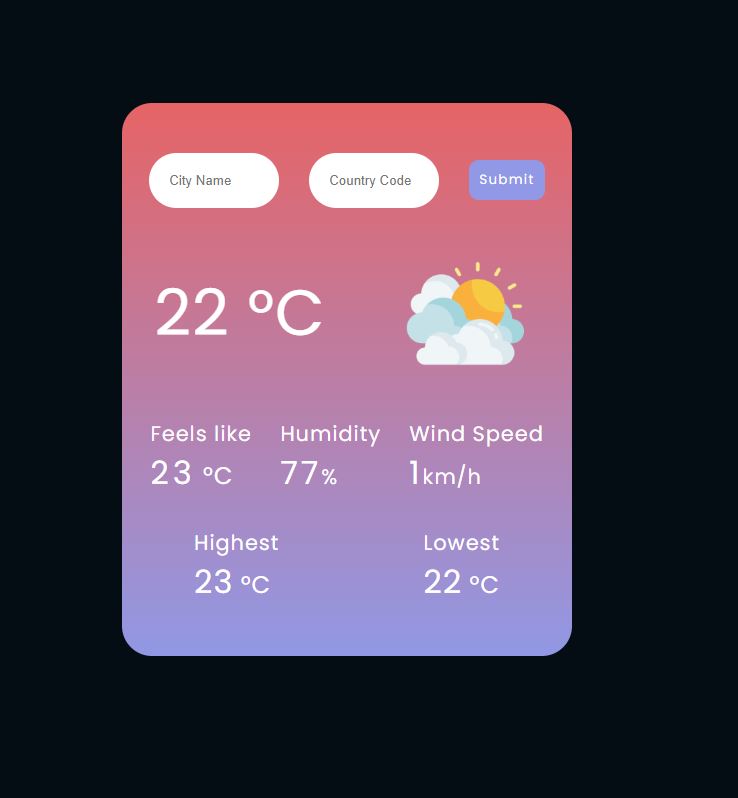 City Name Country Code Submit
22 °C
Feels like Humidity Wind Speed
23 °C 77% 1km/h
Highest Lowest
23 °C 22 °C